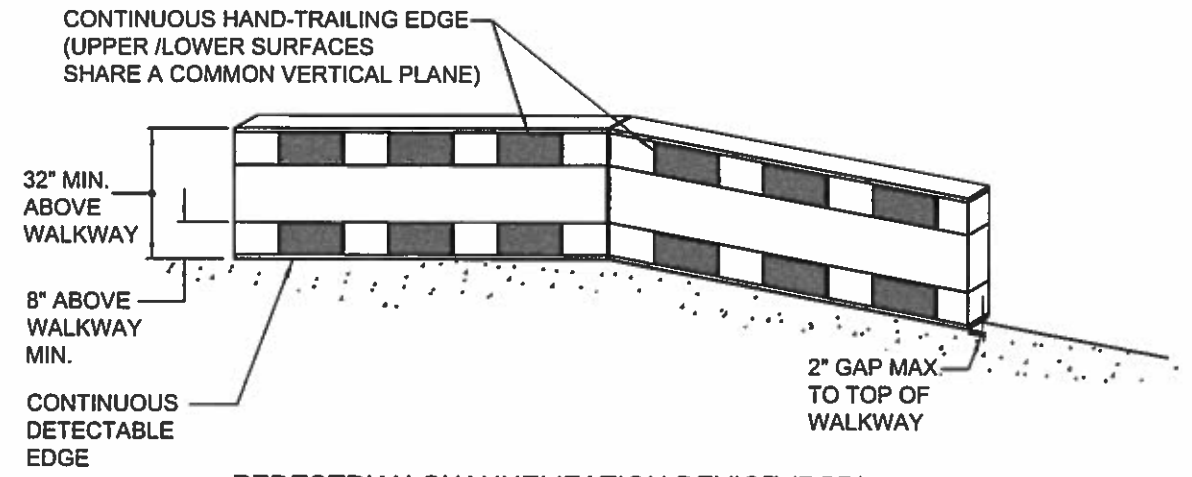 CONTINUOUS HAND-TRAILING EDGE
(UPPER /LOWER SURFACES
SHARE A COMMON VERTICAL PLANE)
32" MIN.
ABOVE
WALKWAY
8" ABOVE
WALKWAY
MIN.
CONTINUOUS
DETECTABLE
EDGE
2" GAP MAX.
TO TOP OF
WALKWAY